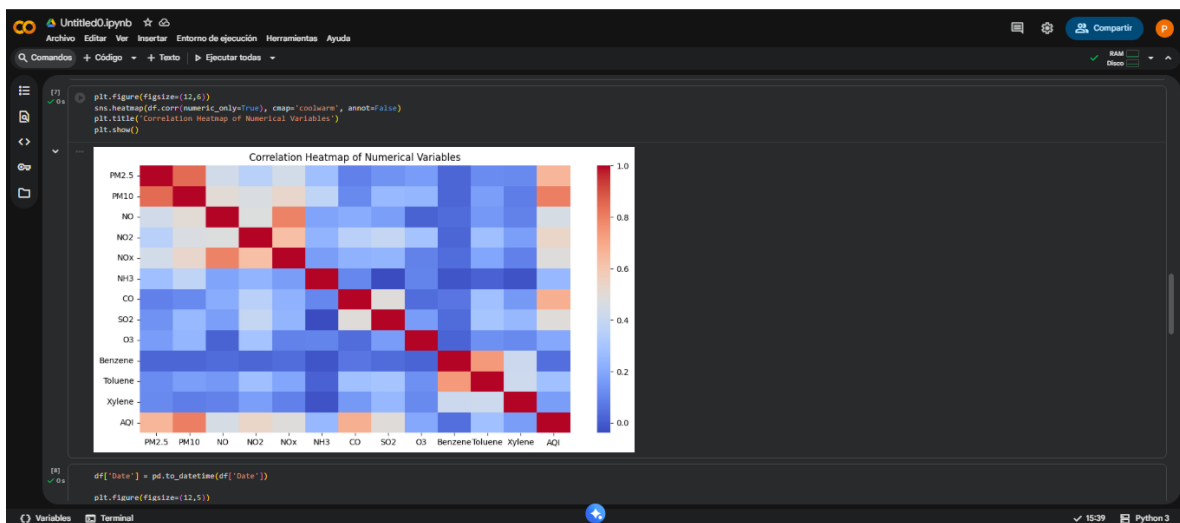 Untitled0.ipynb
Archivo Editar Ver Insertar Entorno de ejecución Herramientas Ayuda
Compartir
P
Comandos + Código + Texto Ejecutar todas
RAM
Disco
[7]
0s
plt.figure(figsize=(12,6))
sns.heatmap(df.corr(numeric_only=True), cmap='coolwarm', annot=False)
plt.title('Correlation Heatmap of Numerical Variables')
plt.show()
Correlation Heatmap of Numerical Variables
PM2.5
PM10
NO
NO2
NOx
NH3
CO
SO2
O3
Benzene
Toluene
Xylene
AQI
PM2.5 PM10 NO NO2 NOx NH3 CO SO2 O3 Benzene Toluene Xylene AQI
1.0
0.8
0.6
0.4
0.2
0.0
[8]
0s
df['Date'] = pd.to_datetime(df['Date'])
plt.figure(figsize=(12,5))
Variables Terminal
15:39 Python 3